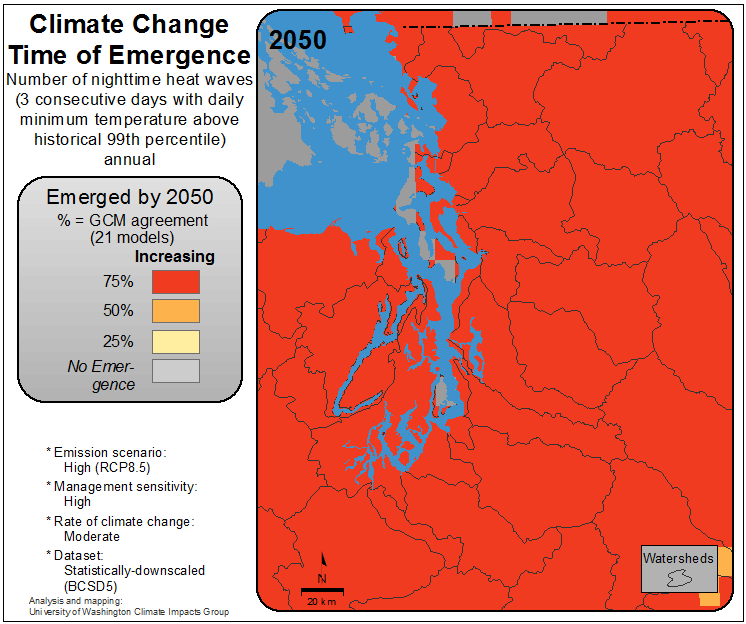 Climate Change
Time of Emergence
Number of nighttime heat waves
(3 consecutive days with daily
minimum temperature above
historical 99th percentile)
annual
Emerged by 2050
% = GCM agreement
(21 models)
Increasing
75%
50%
25%
No Emer-
gence
* Emission scenario:
High (RCP8.5)
* Management sensitivity:
High
* Rate of climate change:
Moderate
* Dataset:
Statistically-downscaled
(BCSD5)
Analysis and mapping:
University of Washington Climate Impacts Group
2050
N
20 km
Watersheds